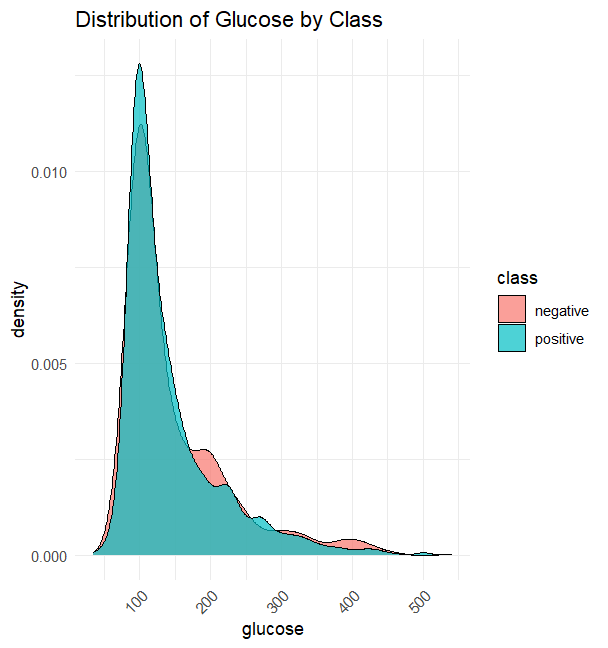 Distribution of Glucose by Class
density
0.010
0.005
0.000
100
200
300
400
500
glucose
class
negative
positive